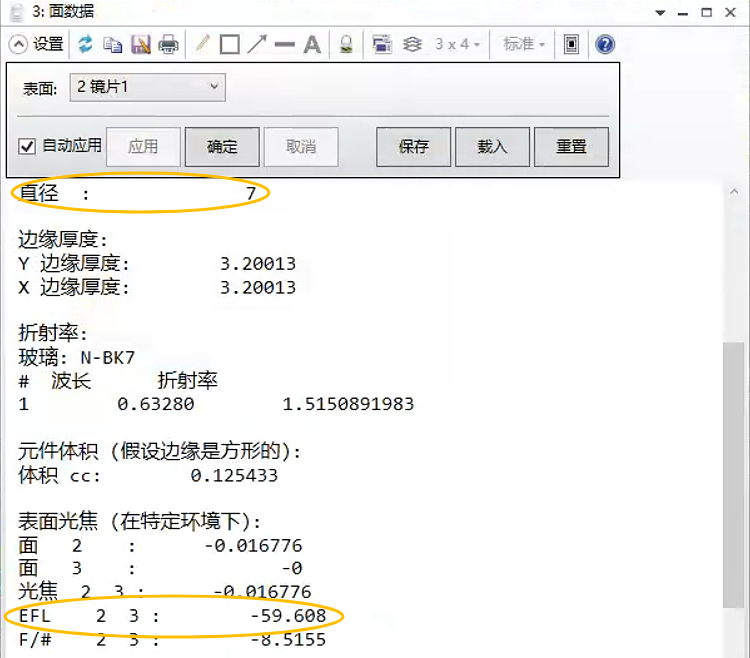 3: 面数据
设置 3 x 4 标准
表面: 2 镜片1
自动应用 应用 确定 取消 保存 载入 重置
直径 : 7
边缘厚度:
Y 边缘厚度: 3.20013
X 边缘厚度: 3.20013
折射率:
玻璃: N-BK7
# 波长 折射率
1 0.63280 1.5150891983
元件体积 (假设边缘是方形的):
体积 cc: 0.125433
表面光焦 (在特定环境下):
面 2 : -0.016776
面 3 : -0
光焦 2 3 : -0.016776
EFL 2 3 : -59.608
F/# 2 3 : -8.5155